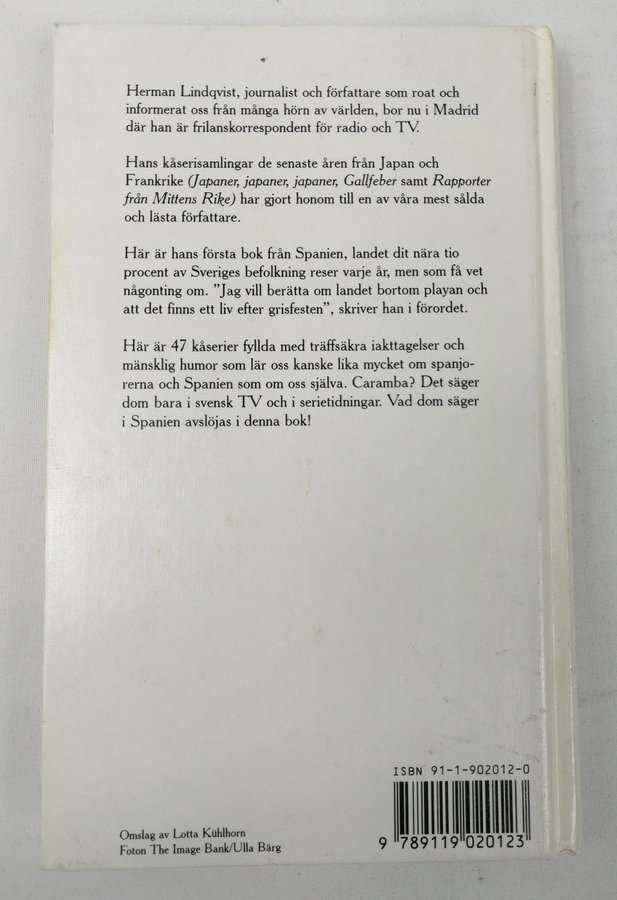 Herman Lindqvist, journalist och författare som roat och
informerat oss från många hörn av världen, bor nu i Madrid
där han är frilanskorrespondent för radio och TV.
Hans kåserisamlingar de senaste åren från Japan och
Frankrike (Japaner, japaner, japaner, Gallfeber samt Rapporter
från Mittens Rike) har gjort honom till en av våra mest sålda
och lästa författare.
Här är hans första bok från Spanien, landet dit nära tio
procent av Sveriges befolkning reser varje år, men som få vet
någonting om. ”Jag vill berätta om landet bortom playan och
att det finns ett liv efter grisfesten”, skriver han i förordet.
Här är 47 kåserier fyllda med träffsäkra iakttagelser och
mänsklig humor som lär oss kanske lika mycket om spanjo-
rerna och Spanien som om oss själva. Caramba? Det säger
dom bara i svensk TV och i serietidningar. Vad dom säger
i Spanien avslöjas i denna bok!
ISBN 91-1-902012-0
9 789119 020123
Omslag av Lotta Kühlhorn
Foton The Image Bank/Ulla Bärg